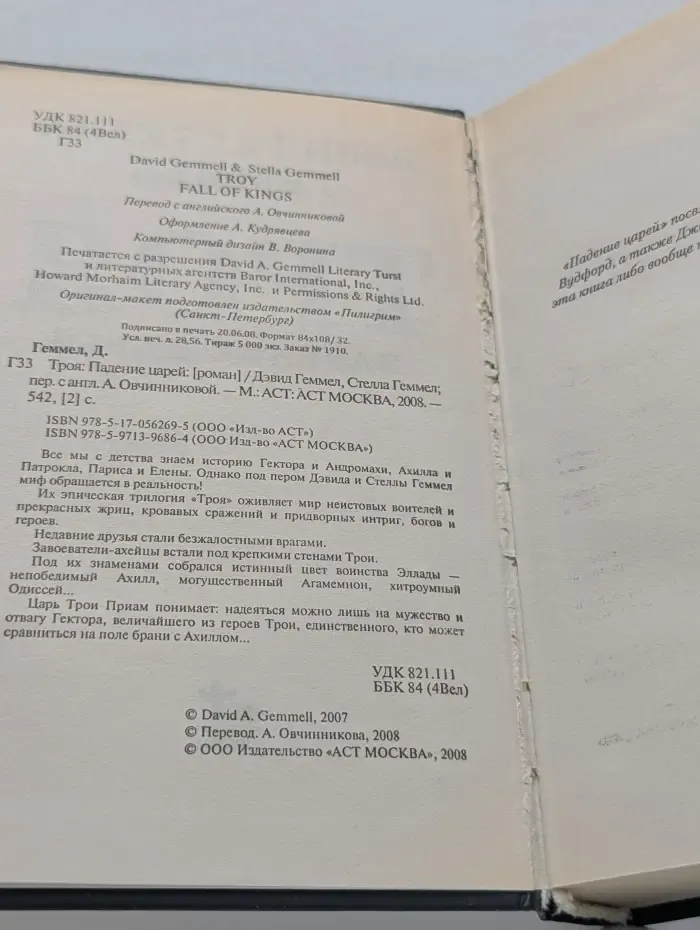 УДК 821.111
ББК 84 (4Вел)
Г33
David Gemmell & Stella Gemmell
TROY
FALL OF KINGS
Перевод с английского А. Овчинниковой
Оформление А. Кудрявцева
Компьютерный дизайн В. Воронина
Печатается с разрешения David A. Gemmell Literary Turst
и литературных агентств Baror International, Inc.,
Howard Morhaim Literary Agency, Inc. и Permissions & Rights Ltd.
Оригинал-макет подготовлен издательством «Пилигрим»
(Санкт-Петербург)
Подписано в печать 20.06.08. Формат 84x108/32.
Усл. печ. л. 28,56. Тираж 5 000 экз. Заказ № 1910.
Геммел, Д.
Г33 Троя: Падение царей: [роман] / Дэвид Геммел, Стелла Геммел;
пер. с англ. А. Овчинниковой. — М.: АСТ: АСТ МОСКВА, 2008. —
542, [2] с.
ISBN 978-5-17-056269-5 (ООО «Изд-во АСТ»)
ISBN 978-5-9713-9686-4 (ООО Изд-во «АСТ МОСКВА»)
Все мы с детства знаем историю Гектора и Андромахи, Ахилла и
Патрокла, Париса и Елены. Однако под пером Дэвида и Стеллы Геммел
миф обращается в реальность!
Их эпическая трилогия «Троя» оживляет мир неистовых воителей и
прекрасных жриц, кровавых сражений и придворных интриг, богов и
героев.
Недавние друзья стали безжалостными врагами.
Завоеватели-ахейцы встали под крепкими стенами Трои.
Под их знаменами собрался истинный цвет воинства Эллады —
непобедимый Ахилл, могущественный Агамемнон, хитроумный
Одиссей...
Царь Трои Приам понимает: надеяться можно лишь на мужество и
отвагу Гектора, величайшего из героев Трои, единственного, кто может
сравниться на поле брани с Ахиллом...
УДК 821.111
ББК 84 (4Вел)
© David A. Gemmell, 2007
© Перевод. А. Овчинникова, 2008
© ООО Издательство «АСТ МОСКВА», 2008
«Падение царей» посв
Вудфорд, а также Дж
эта книга либо вообще